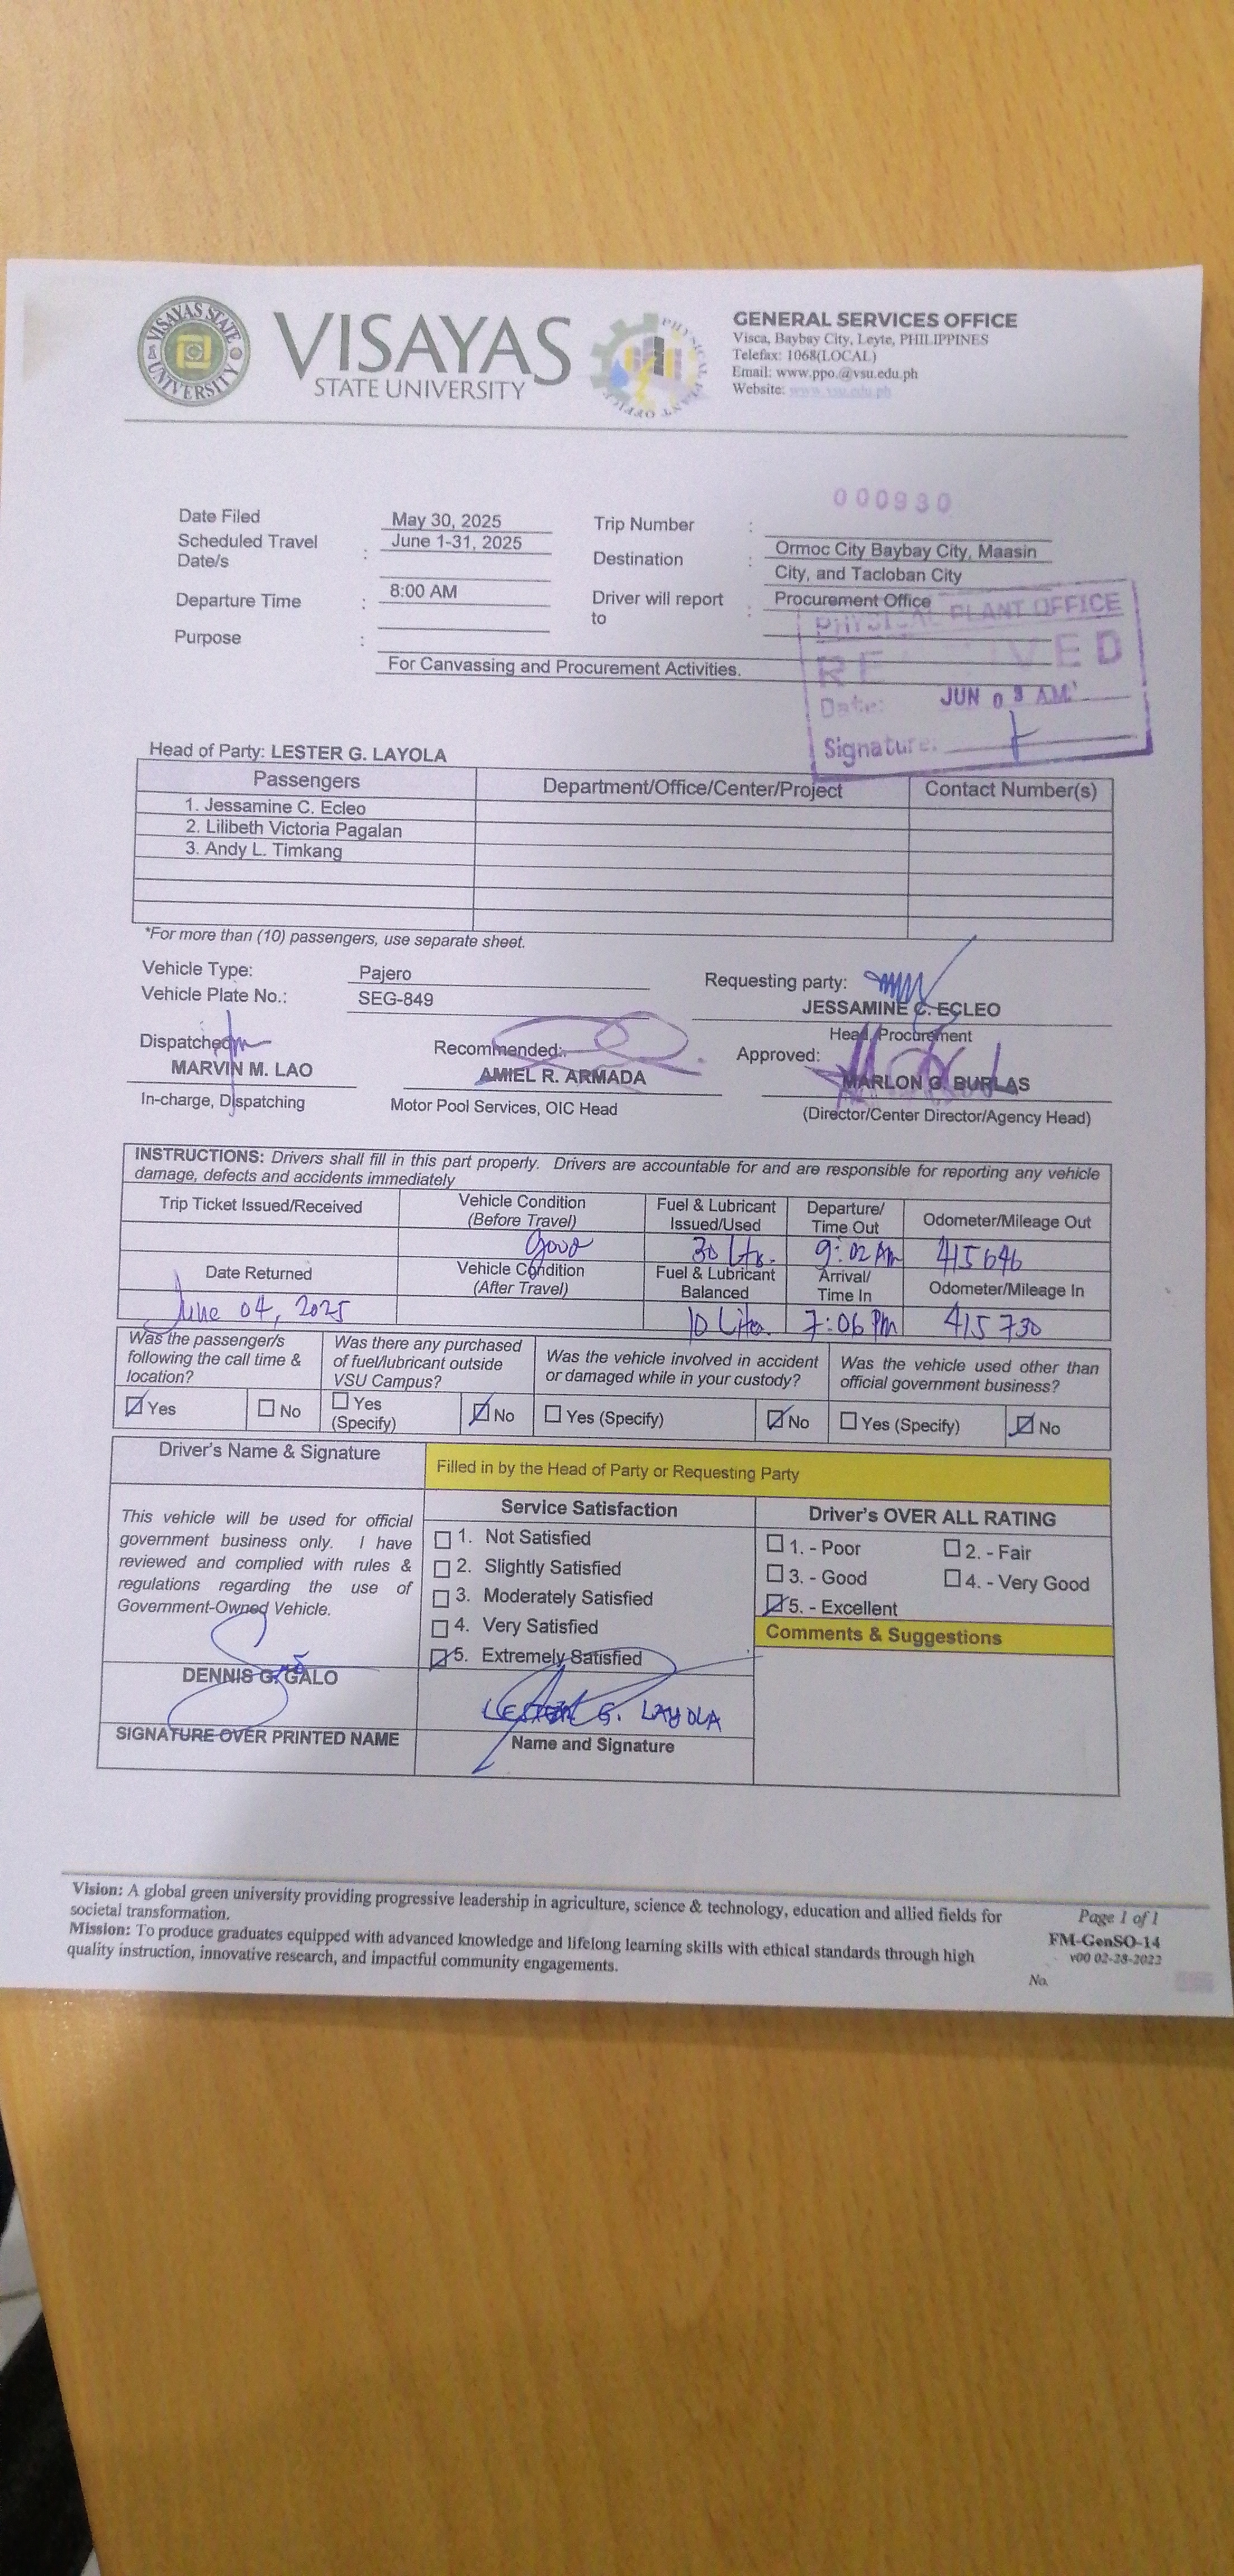 VISAYAS STATE UNIVERSITY
VISAYAS
STATE UNIVERSITY
PHYSICAL PLANT OFFICE
GENERAL SERVICES OFFICE
Visca, Baybay City, Leyte, PHILIPPINES
Telefax: 1068(LOCAL)
Email: www.ppo.@vsu.edu.ph
Website: www.vsu.edu.ph
000930
Date Filed May 30, 2025 Trip Number :
Scheduled Travel Date/s : June 1-31, 2025 Destination : Ormoc City Baybay City, Maasin
City, and Tacloban City
Departure Time : 8:00 AM Driver will report to : Procurement Office
Purpose :
For Canvassing and Procurement Activities.
PHYSICAL PLANT OFFICE
RECEIVED
Date: JUN 03 AM
Signature:
Head of Party: LESTER G. LAYOLA
Passengers Department/Office/Center/Project Contact Number(s)
1. Jessamine C. Ecleo
2. Lilibeth Victoria Pagalan
3. Andy L. Timkang
*For more than (10) passengers, use separate sheet.
Vehicle Type: Pajero Requesting party:
Vehicle Plate No.: SEG-849 JESSAMINE C. ECLEO
Head, Procurement
Dispatched: Recommended: Approved:
MARVIN M. LAO AMIEL R. ARMADA MARLON G. BURLAS
In-charge, Dispatching Motor Pool Services, OIC Head (Director/Center Director/Agency Head)
INSTRUCTIONS: Drivers shall fill in this part properly. Drivers are accountable for and are responsible for reporting any vehicle
damage, defects and accidents immediately
Trip Ticket Issued/Received Vehicle Condition (Before Travel) Fuel & Lubricant Issued/Used Departure/ Time Out Odometer/Mileage Out
good 30 Ltr. 9:02 AM 415646
Date Returned Vehicle Condition (After Travel) Fuel & Lubricant Balanced Arrival/ Time In Odometer/Mileage In
June 04, 2025 10 Liter 7:06 PM 415730
Was the passenger/s following the call time & location? Was there any purchased of fuel/lubricant outside VSU Campus? Was the vehicle involved in accident or damaged while in your custody? Was the vehicle used other than official government business?
Yes No Yes (Specify) No Yes (Specify) No Yes (Specify) No
Driver's Name & Signature Filled in by the Head of Party or Requesting Party
Service Satisfaction Driver's OVER ALL RATING
This vehicle will be used for official
government business only. I have
reviewed and complied with rules &
regulations regarding the use of
Government-Owned Vehicle.
1. Not Satisfied
2. Slightly Satisfied
3. Moderately Satisfied
4. Very Satisfied
5. Extremely Satisfied
1. - Poor 2. - Fair
3. - Good 4. - Very Good
5. - Excellent
Comments & Suggestions
DENNIS G. GALO
LESTER G. LAYOLA
SIGNATURE OVER PRINTED NAME Name and Signature
Vision: A global green university providing progressive leadership in agriculture, science & technology, education and allied fields for
societal transformation.
Mission: To produce graduates equipped with advanced knowledge and lifelong learning skills with ethical standards through high
quality instruction, innovative research, and impactful community engagements.
Page 1 of 1
FM-GenSO-14
v00 02-28-2022
No.